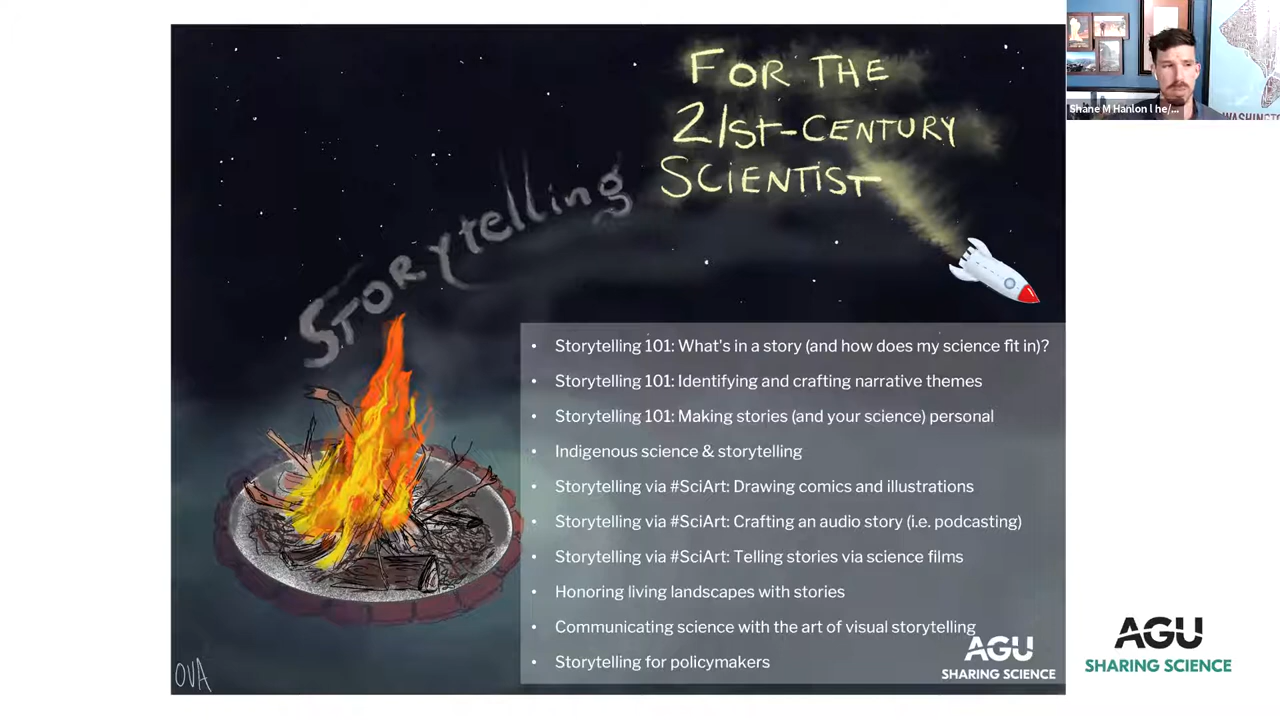 STORYtelling
FOR THE
21st-CENTURY
SCiENTiST
Shane M Hanlon l he/...
WASHINGTON
• Storytelling 101: What's in a story (and how does my science fit in)?
• Storytelling 101: Identifying and crafting narrative themes
• Storytelling 101: Making stories (and your science) personal
• Indigenous science & storytelling
• Storytelling via #SciArt: Drawing comics and illustrations
• Storytelling via #SciArt: Crafting an audio story (i.e. podcasting)
• Storytelling via #SciArt: Telling stories via science films
• Honoring living landscapes with stories
• Communicating science with the art of visual storytelling
• Storytelling for policymakers
AGU
SHARING SCIENCE
AGU
SHARING SCIENCE
OVA